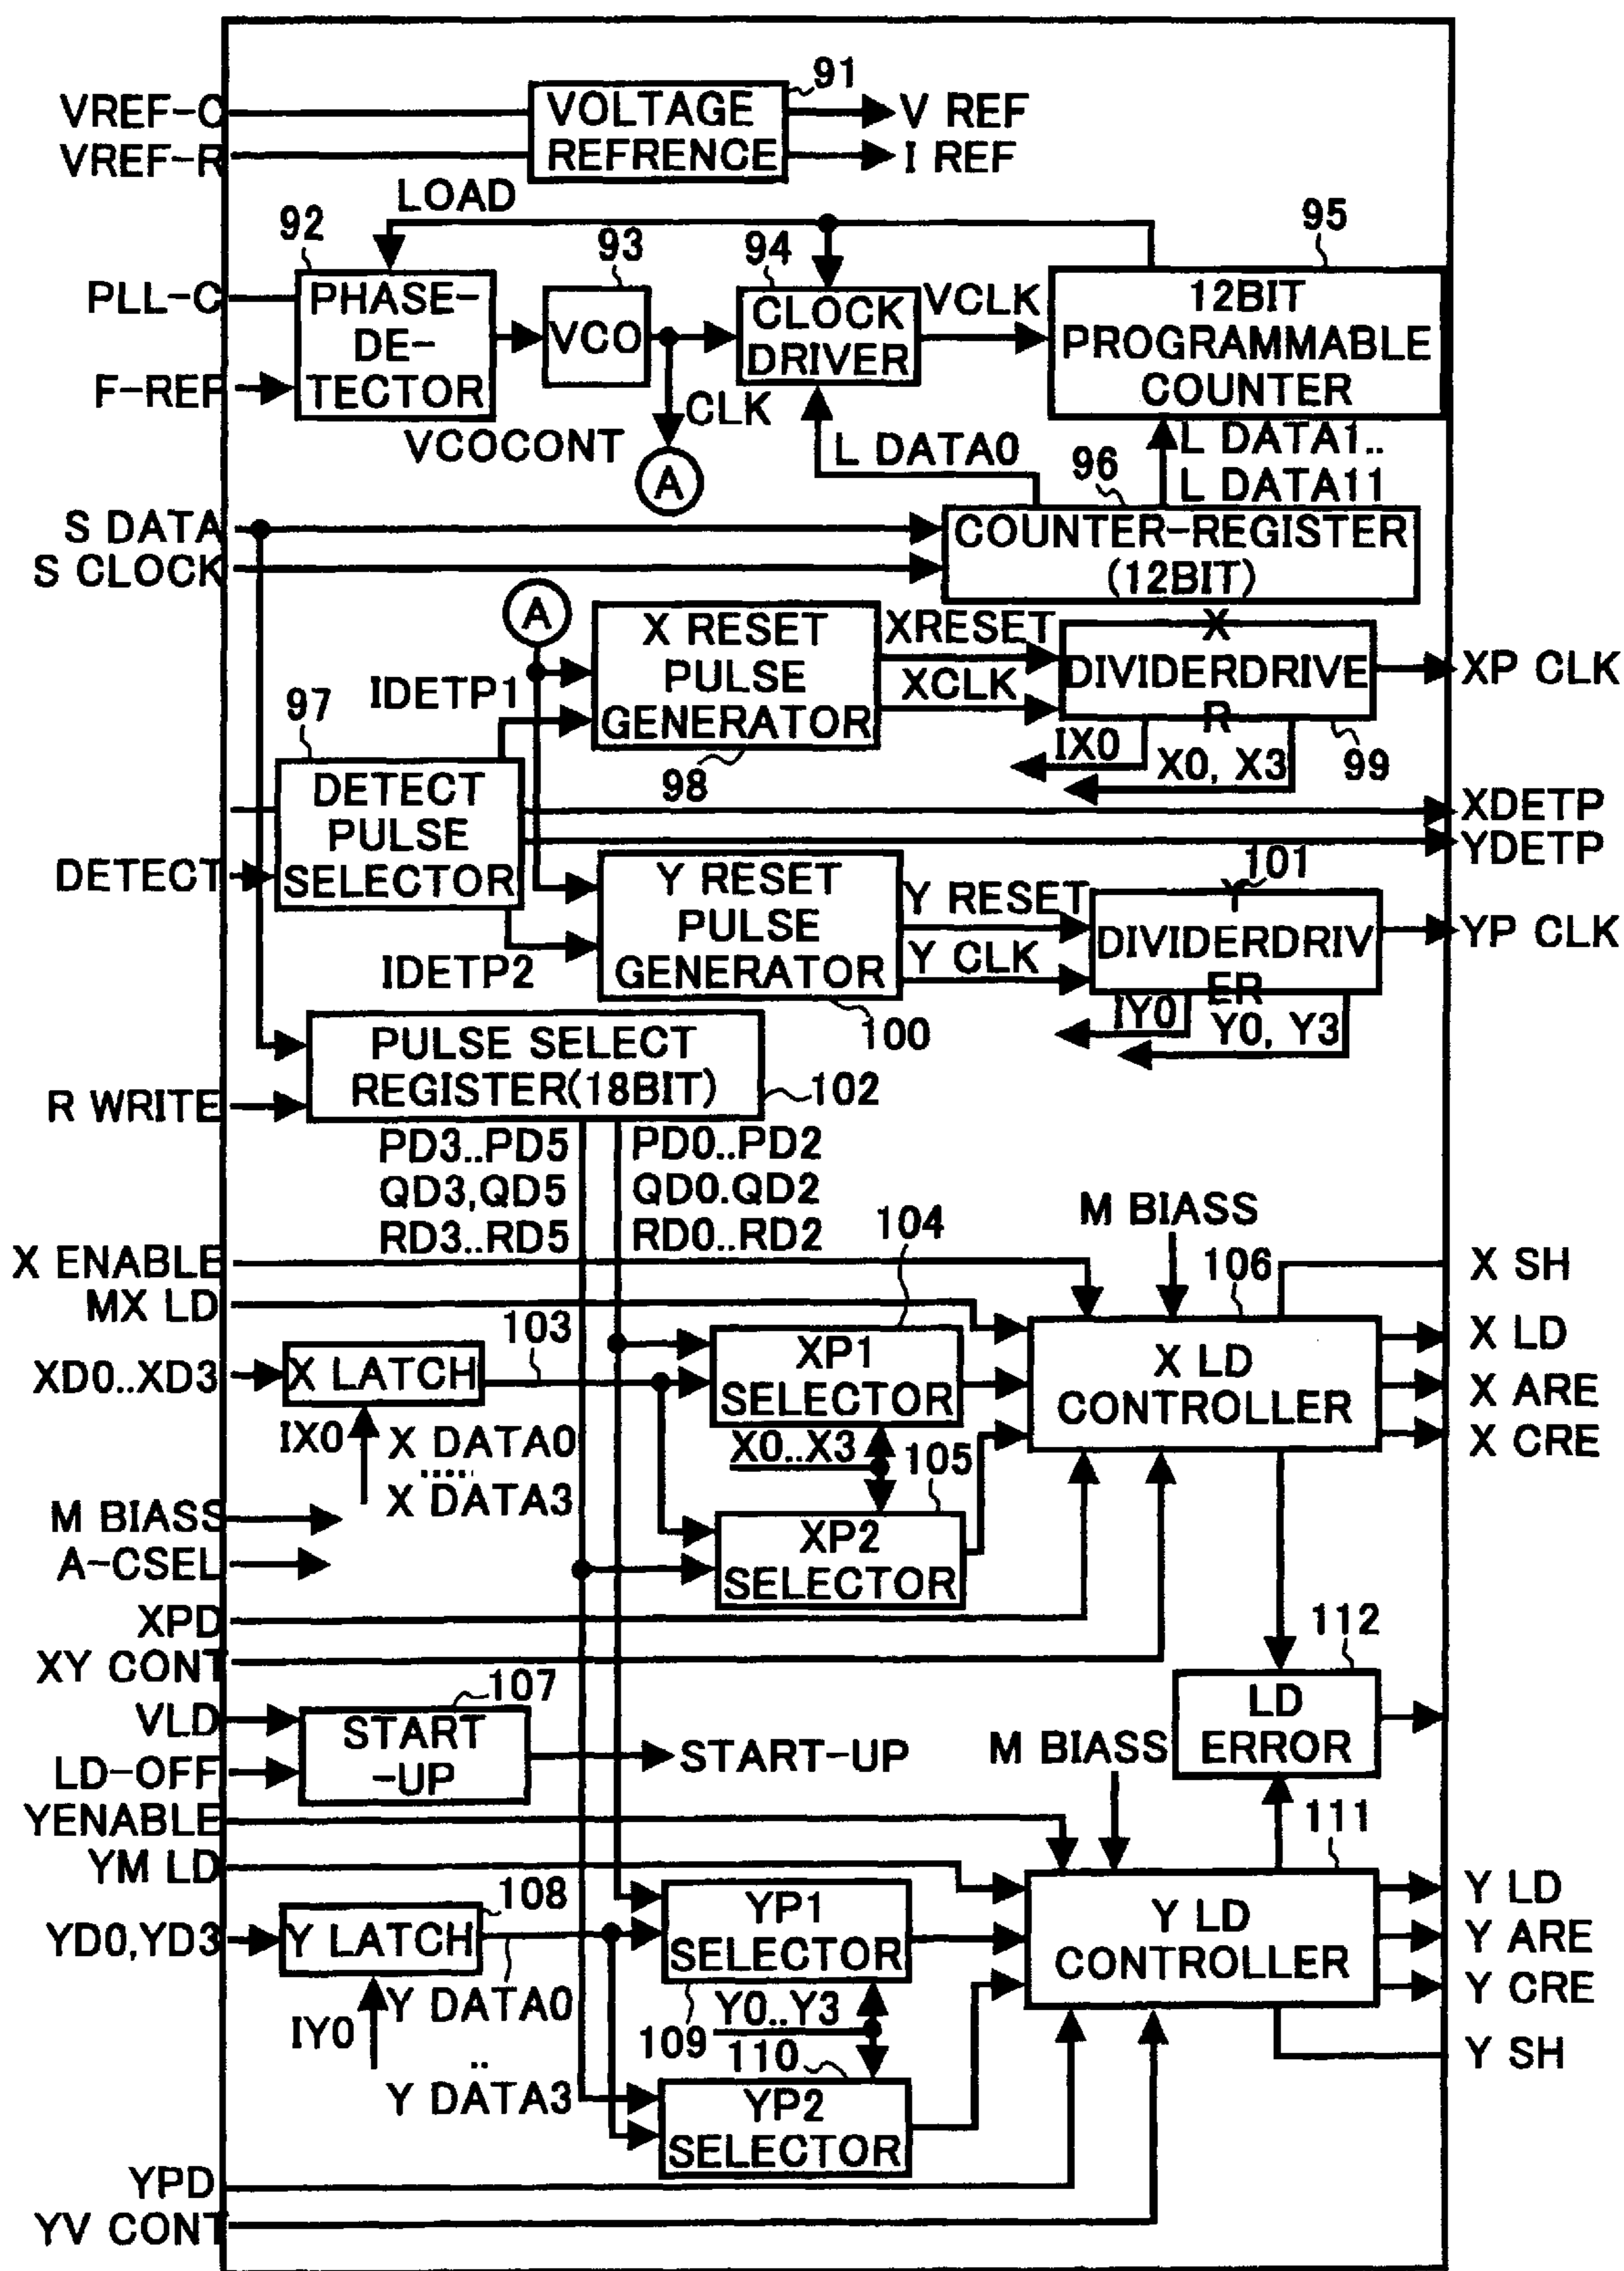 91
VREF-C
VOLTAGE
REFRENCE
V REF
VREF-R
I REF
LOAD
92
93
94
95
PLL-C
PHASE-
DE-
TECTOR
VCO
CLOCK
DRIVER
VCLK
12BIT
PROGRAMMABLE
COUNTER
F-REF
CLK
VCOCONT
A
L DATA0
96
L DATA1..
L DATA11
S DATA
S CLOCK
COUNTER-REGISTER
(12BIT)
A
X RESET
PULSE
GENERATOR
98
XRESET
XCLK
X
DIVIDERDRIVE
R
99
XP CLK
IX0
X0, X3
IDETP1
97
DETECT
PULSE
SELECTOR
DETECT
XDETP
YDETP
IDETP2
Y RESET
PULSE
GENERATOR
100
Y RESET
Y CLK
101
Y
DIVIDERDRIV
ER
YP CLK
IY0
Y0, Y3
PULSE SELECT
REGISTER(18BIT)
102
R WRITE
PD3..PD5
QD3,QD5
RD3..RD5
PD0..PD2
QD0.QD2
RD0..RD2
M BIASS
104
106
X ENABLE
X SH
MX LD
103
XD0..XD3
X LATCH
XP1
SELECTOR
X LD
CONTROLLER
X LD
X ARE
X CRE
IX0
X DATA0
.....
X DATA3
X0..X3
105
M BIASS
XP2
SELECTOR
A-CSEL
XPD
XY CONT
112
107
VLD
START
-UP
START-UP
LD-OFF
LD
ERROR
M BIASS
YENABLE
111
YM LD
108
YD0,YD3
Y LATCH
YP1
SELECTOR
Y LD
CONTROLLER
Y LD
Y ARE
Y CRE
IY0
Y DATA0
..
Y DATA3
109
Y0..Y3
110
Y SH
YP2
SELECTOR
YPD
YV CONT